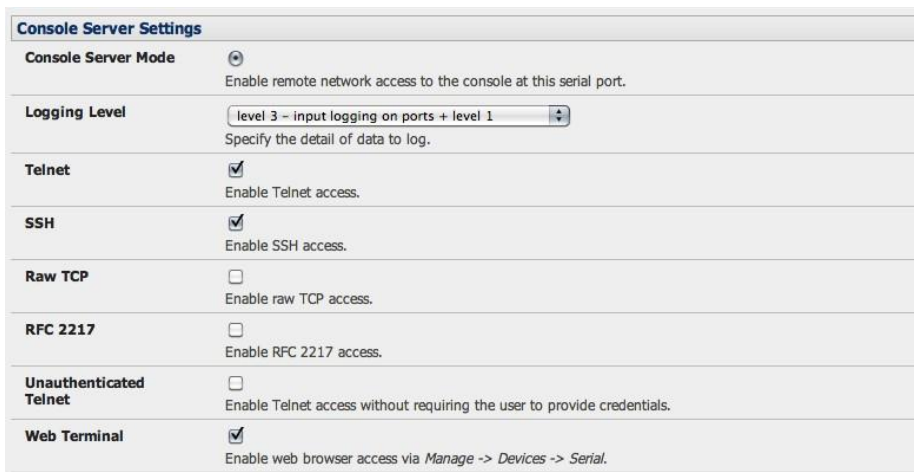 Console Server Settings
Console Server Mode
Enable remote network access to the console at this serial port.
Logging Level
level 3 – input logging on ports + level 1
Specify the detail of data to log.
Telnet
Enable Telnet access.
SSH
Enable SSH access.
Raw TCP
Enable raw TCP access.
RFC 2217
Enable RFC 2217 access.
Unauthenticated
Telnet
Enable Telnet access without requiring the user to provide credentials.
Web Terminal
Enable web browser access via Manage -> Devices -> Serial.